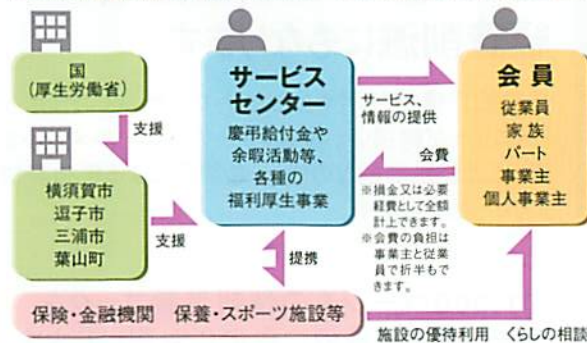 国
(厚生労働省)
支援
横須賀市
逗子市
三浦市
葉山町
支援
サービス
センター
慶弔給付金や
余暇活動等、
各種の
福利厚生事業
サービス、
情報の提供
会費
※損金又は必要
経費として全額
計上できます。
※会費の負担は
事業主と従業
員で折半もで
きます。
会員
従業員
家族
パート
事業主
個人事業主
提携
保険・金融機関 保養・スポーツ施設等
施設の優待利用 くらしの相談